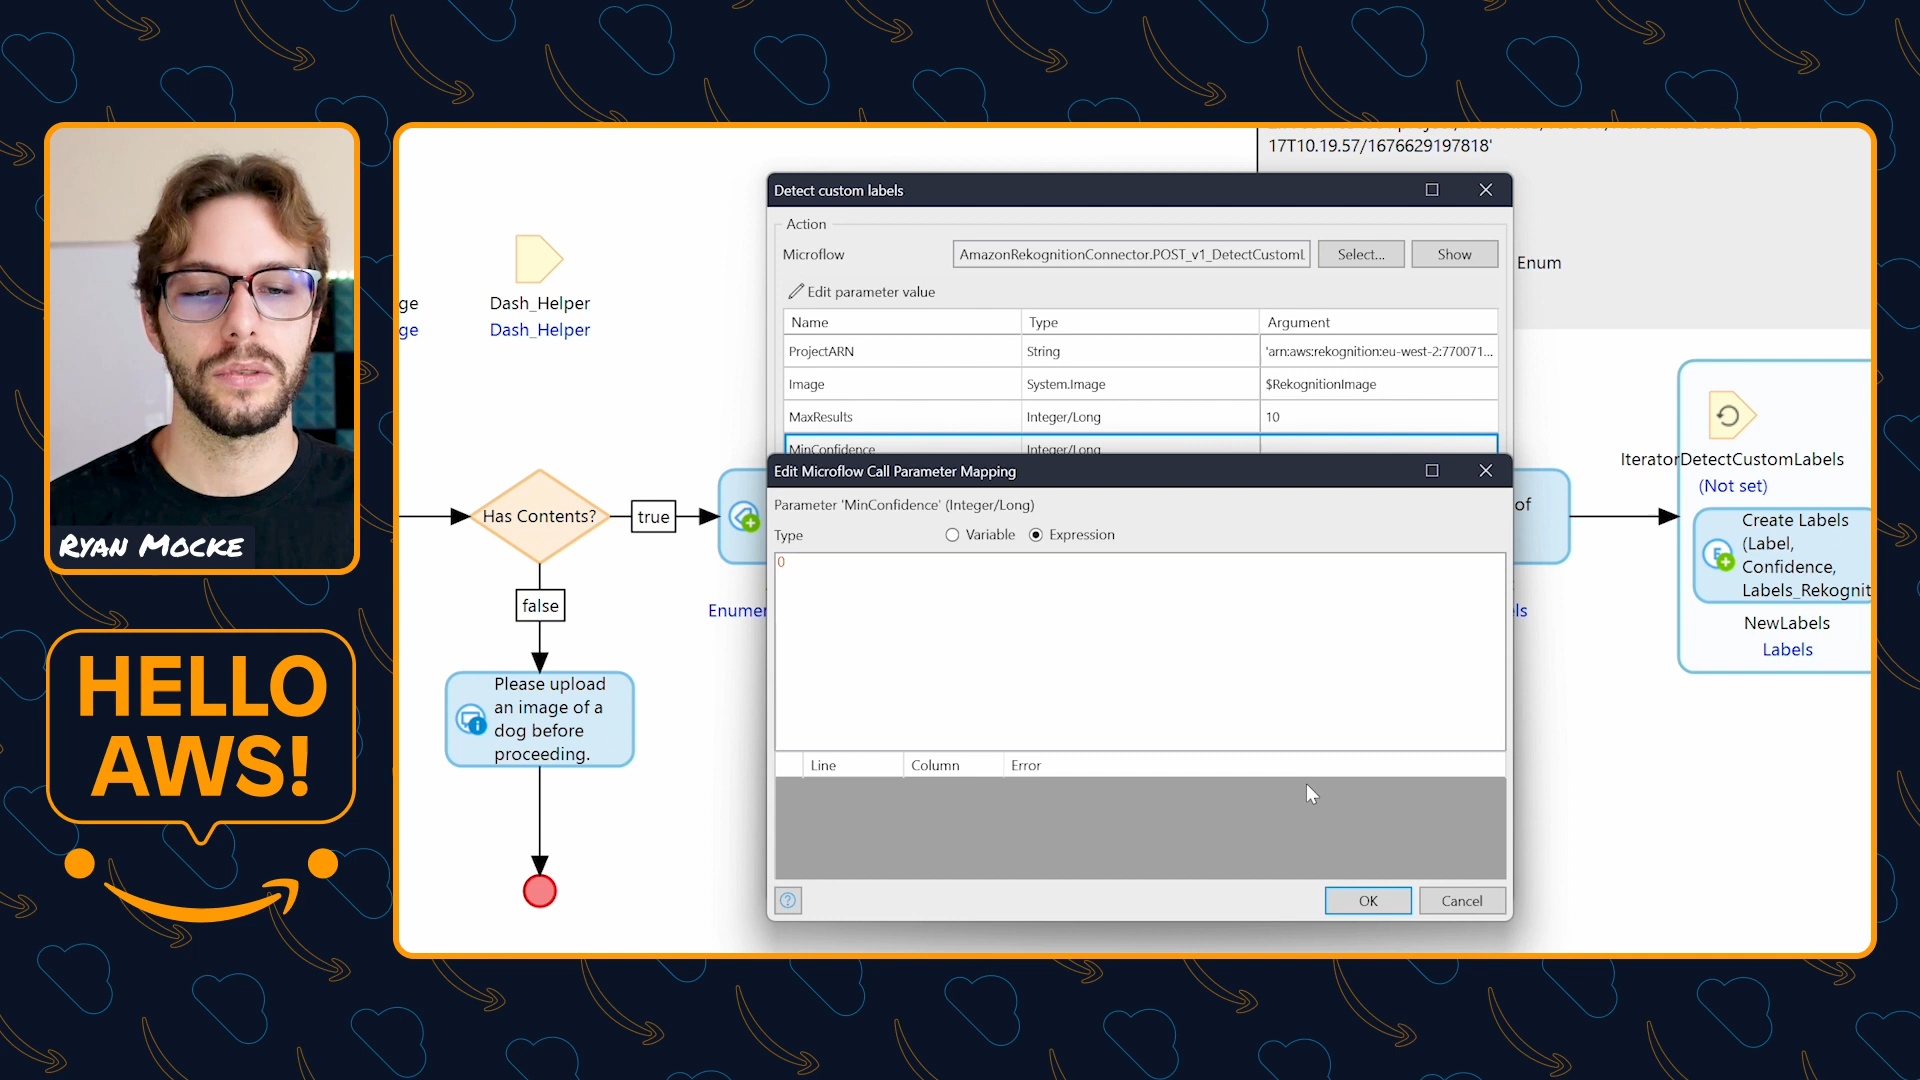 17T10.19.57/1676629197818'
Detect custom labels
Action
Microflow
AmazonRekognitionConnector.POST_v1_DetectCustomL
Select...
Show
Enum
Edit parameter value
Name
Type
Argument
ProjectARN
String
'arn:aws:rekognition:eu-west-2:770071...
Image
System.Image
$RekognitionImage
MaxResults
Integer/Long
10
MinConfidence
Integer/Long
Edit Microflow Call Parameter Mapping
Parameter 'MinConfidence' (Integer/Long)
Type
Variable
Expression
0
Line
Column
Error
OK
Cancel
ge
ge
Dash_Helper
Dash_Helper
Has Contents?
true
false
Please upload
an image of a
dog before
proceeding.
Enumer
of
ls
IteratorDetectCustomLabels
(Not set)
Create Labels
(Label,
Confidence,
Labels_Rekognit
NewLabels
Labels
Ryan Mocke
HELLO
AWS!